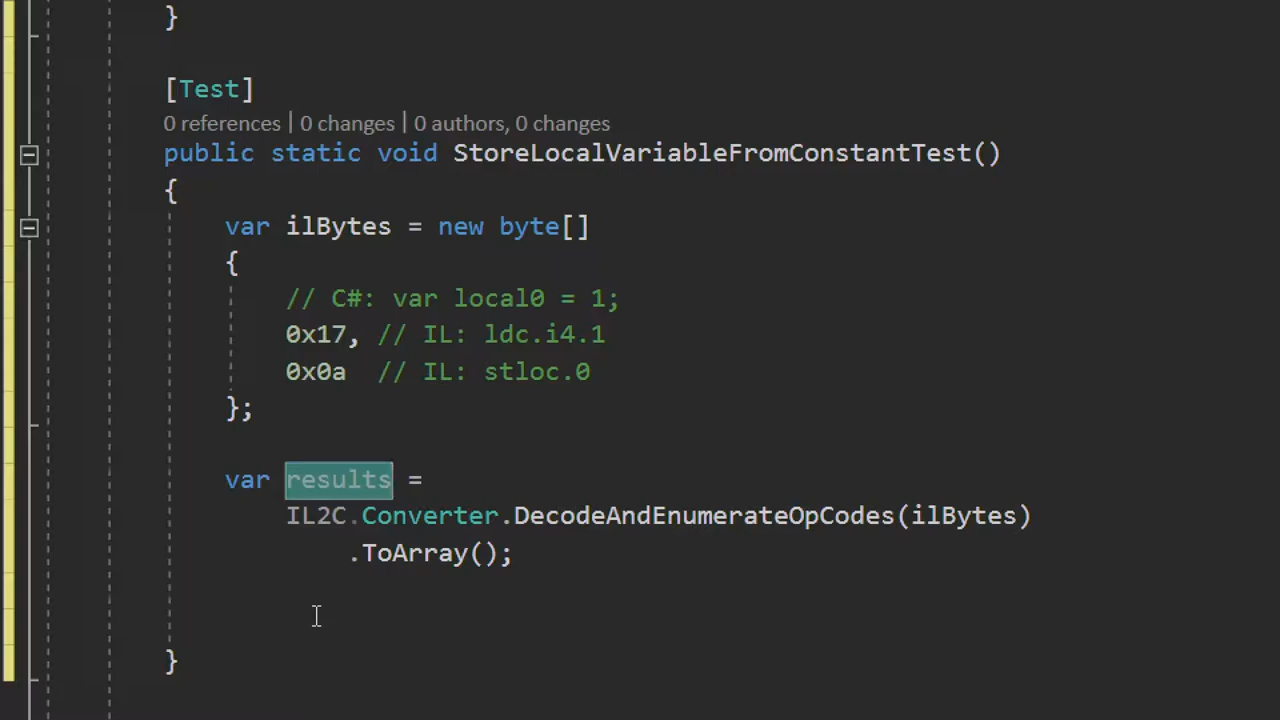 }
[Test]
0 references | 0 changes | 0 authors, 0 changes
public static void StoreLocalVariableFromConstantTest()
{
var ilBytes = new byte[]
{
// C#: var local0 = 1;
0x17, // IL: ldc.i4.1
0x0a  // IL: stloc.0
};
var results =
IL2C.Converter.DecodeAndEnumerateOpCodes(ilBytes)
.ToArray();
}